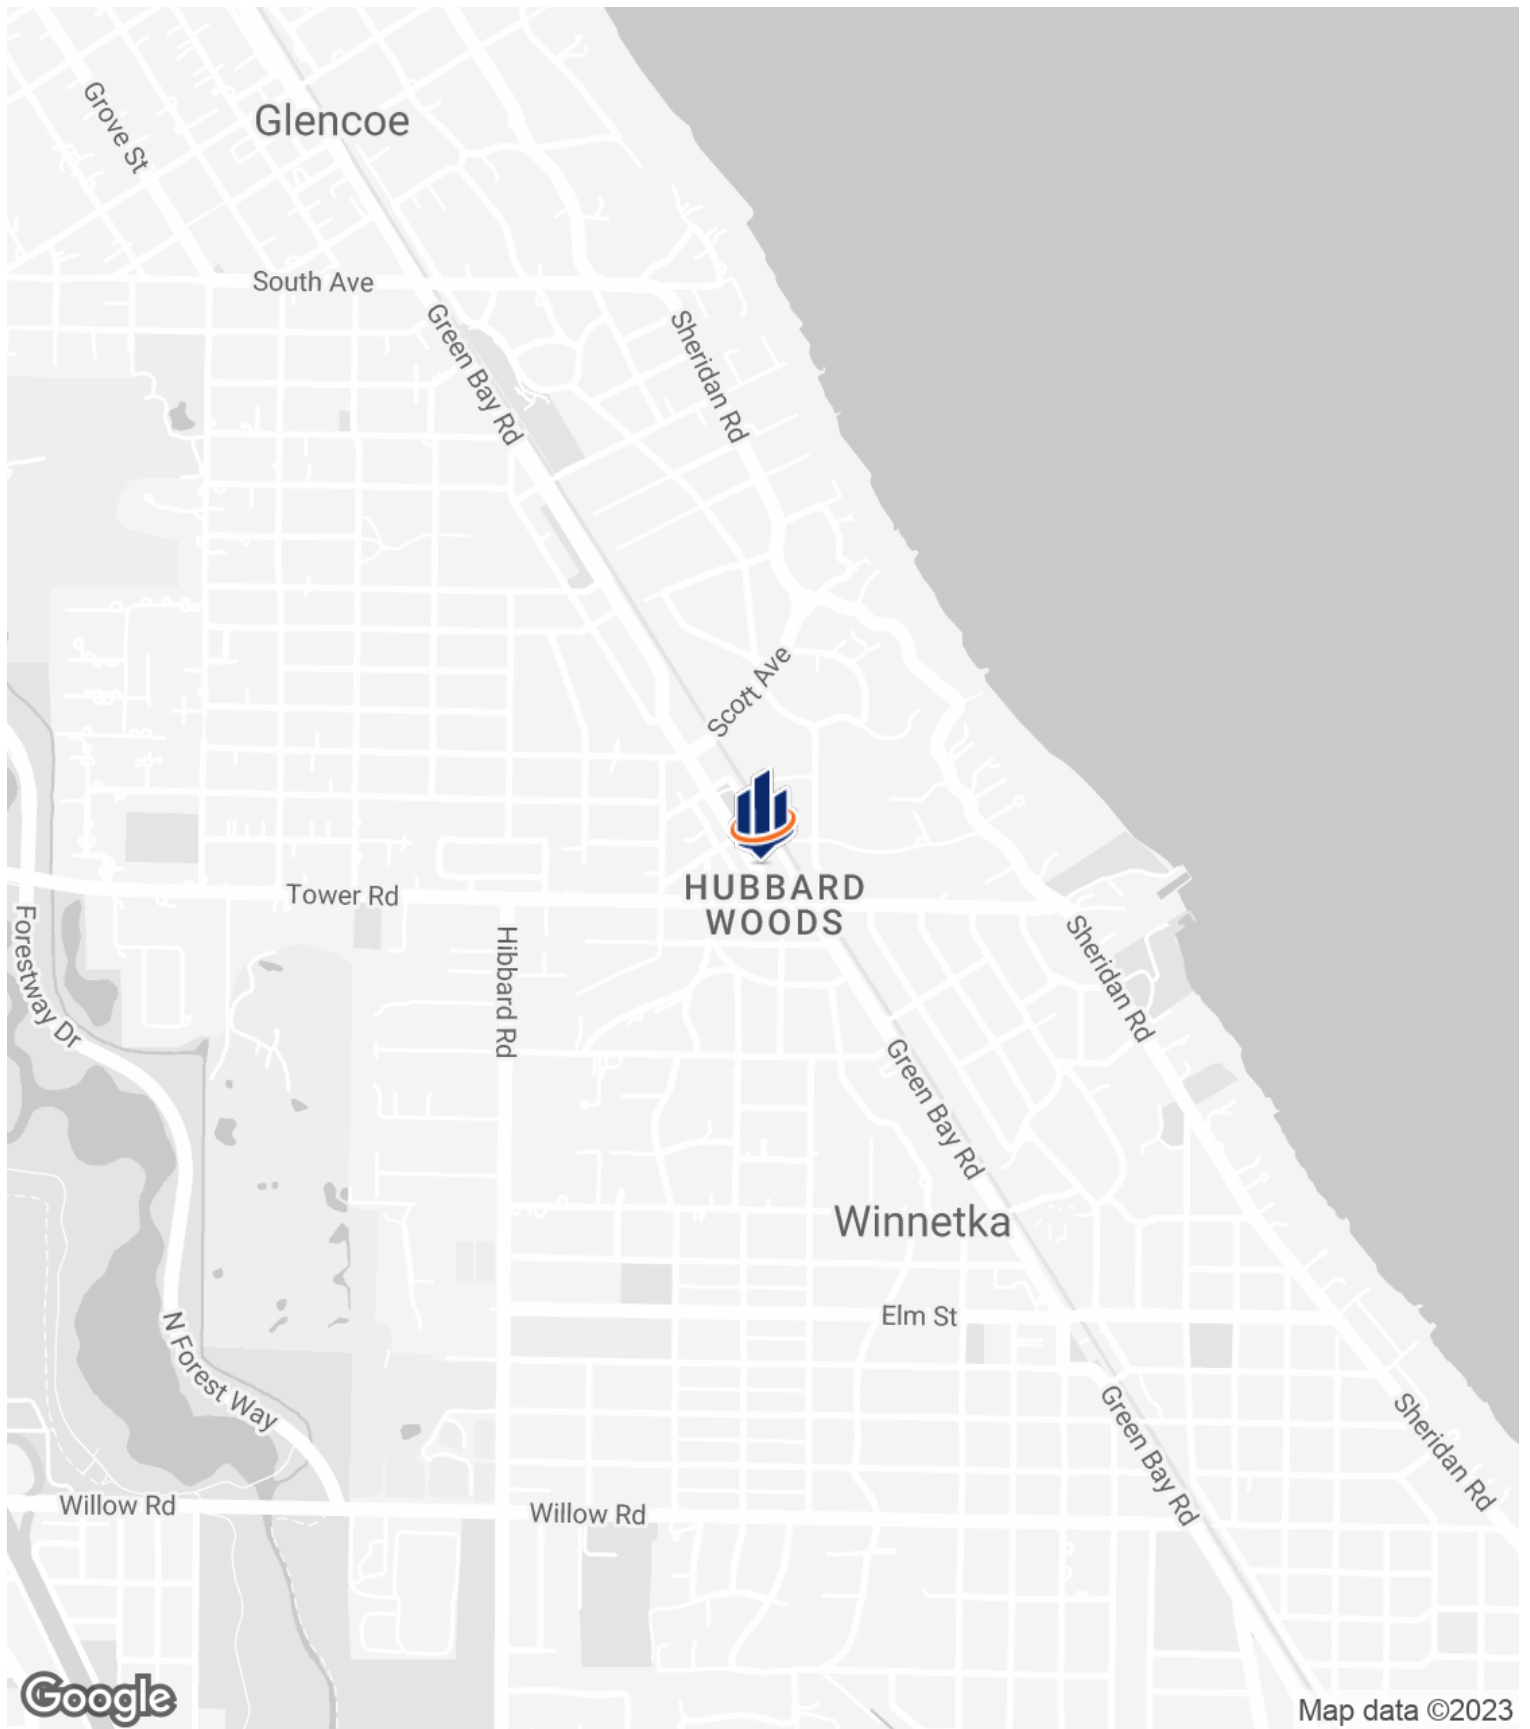 Grove St
Glencoe
South Ave
Green Bay Rd
Sheridan Rd
Scott Ave
HUBBARD
WOODS
Tower Rd
Forestway Dr
Hibbard Rd
Sheridan Rd
Green Bay Rd
Winnetka
Elm St
N Forest Way
Green Bay Rd
Sheridan Rd
Willow Rd
Willow Rd
Google
Map data ©2023